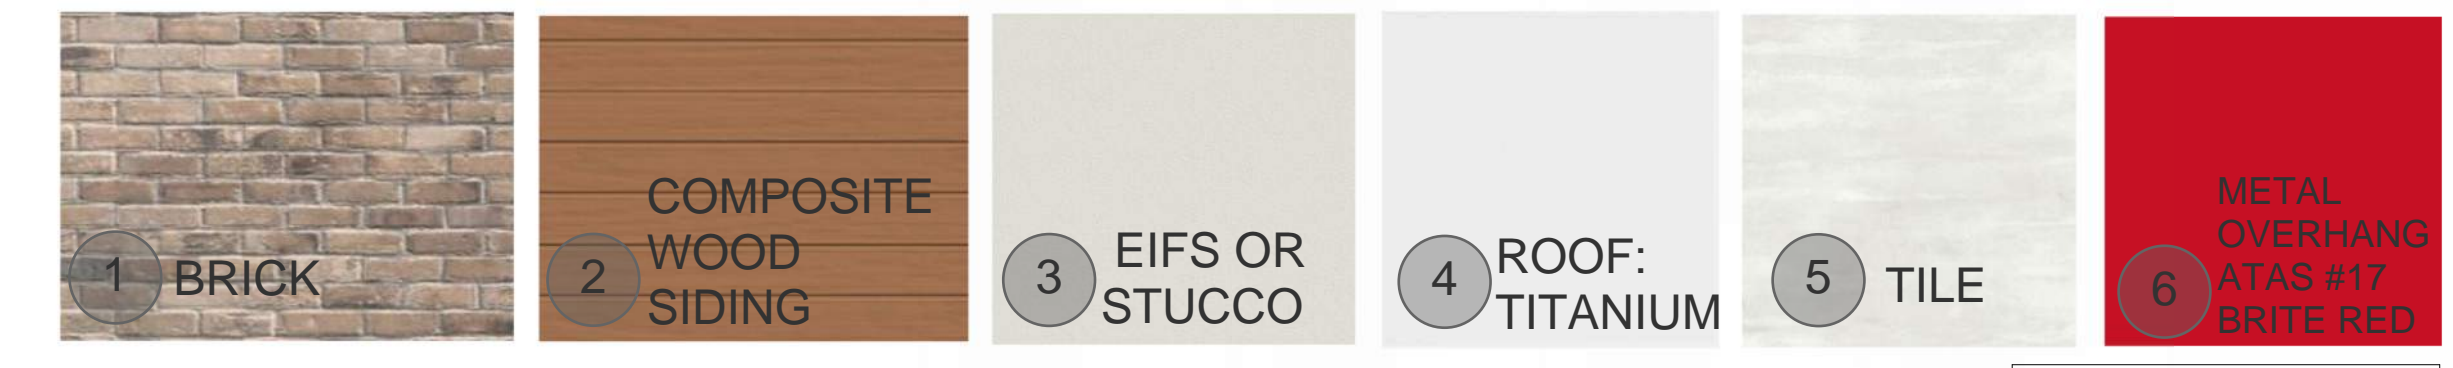 1 BRICK
2 COMPOSITE
WOOD
SIDING
3 EIFS OR
STUCCO
4 ROOF:
TITANIUM
5 TILE
6 METAL
OVERHANG
ATAS #17
BRITE RED